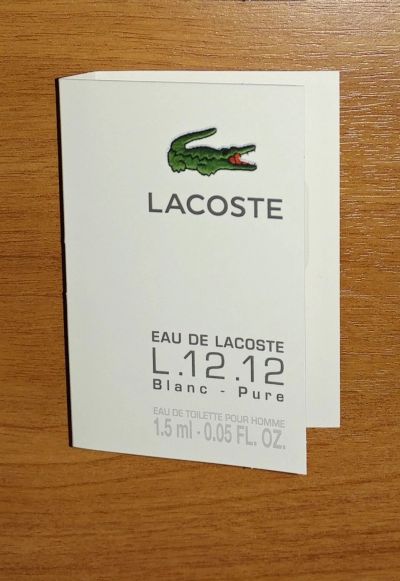 LACOSTE
EAU DE LACOSTE
L.12.12
Blanc - Pure
EAU DE TOILETTE POUR HOMME
1.5 ml - 0.05 FL. OZ.